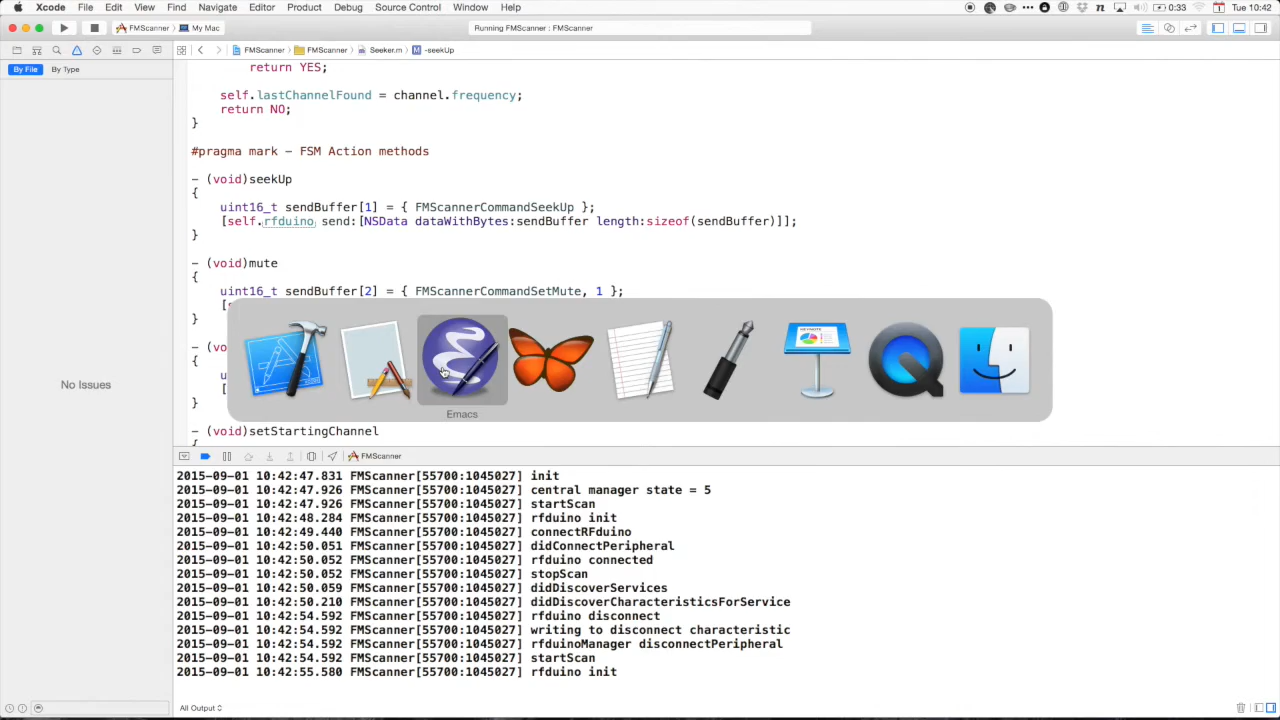 Xcode File Edit View Find Navigate Editor Product Debug Source Control Window Help 0:33 Tue 10:42
FMScanner My Mac Running FMScanner : FMScanner
FMScanner FMScanner Seeker.m M -seekUp
By File By Type
return YES;
self.lastChannelFound = channel.frequency;
return NO;
}
#pragma mark - FSM Action methods
- (void)seekUp
{
uint16_t sendBuffer[1] = { FMScannerCommandSeekUp };
[self.rfduino send:[NSData dataWithBytes:sendBuffer length:sizeof(sendBuffer)]];
}
- (void)mute
{
uint16_t sendBuffer[2] = { FMScannerCommandSetMute, 1 };
}
}
No Issues
KEYNOTE
Emacs
- (void)setStartingChannel
{
FMScanner
2015-09-01 10:42:47.831 FMScanner[55700:1045027] init
2015-09-01 10:42:47.926 FMScanner[55700:1045027] central manager state = 5
2015-09-01 10:42:47.926 FMScanner[55700:1045027] startScan
2015-09-01 10:42:48.284 FMScanner[55700:1045027] rfduino init
2015-09-01 10:42:49.440 FMScanner[55700:1045027] connectRFduino
2015-09-01 10:42:50.051 FMScanner[55700:1045027] didConnectPeripheral
2015-09-01 10:42:50.052 FMScanner[55700:1045027] rfduino connected
2015-09-01 10:42:50.052 FMScanner[55700:1045027] stopScan
2015-09-01 10:42:50.059 FMScanner[55700:1045027] didDiscoverServices
2015-09-01 10:42:50.210 FMScanner[55700:1045027] didDiscoverCharacteristicsForService
2015-09-01 10:42:54.592 FMScanner[55700:1045027] rfduino disconnect
2015-09-01 10:42:54.592 FMScanner[55700:1045027] writing to disconnect characteristic
2015-09-01 10:42:54.592 FMScanner[55700:1045027] rfduinoManager disconnectPeripheral
2015-09-01 10:42:54.592 FMScanner[55700:1045027] startScan
2015-09-01 10:42:55.580 FMScanner[55700:1045027] rfduino init
All Output